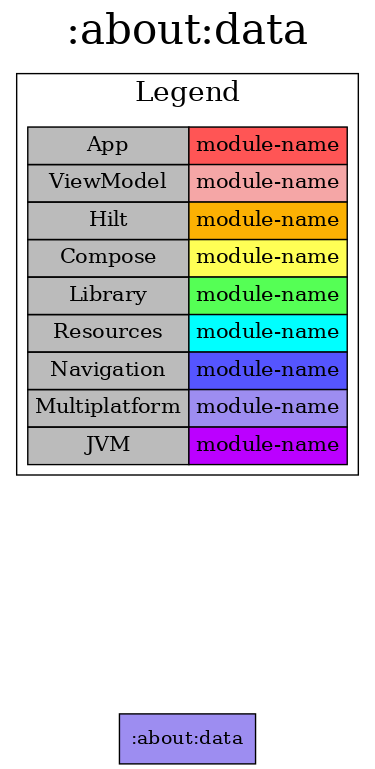 :about:data
Legend
App module-name
ViewModel module-name
Hilt module-name
Compose module-name
Library module-name
Resources module-name
Navigation module-name
Multiplatform module-name
JVM module-name
:about:data